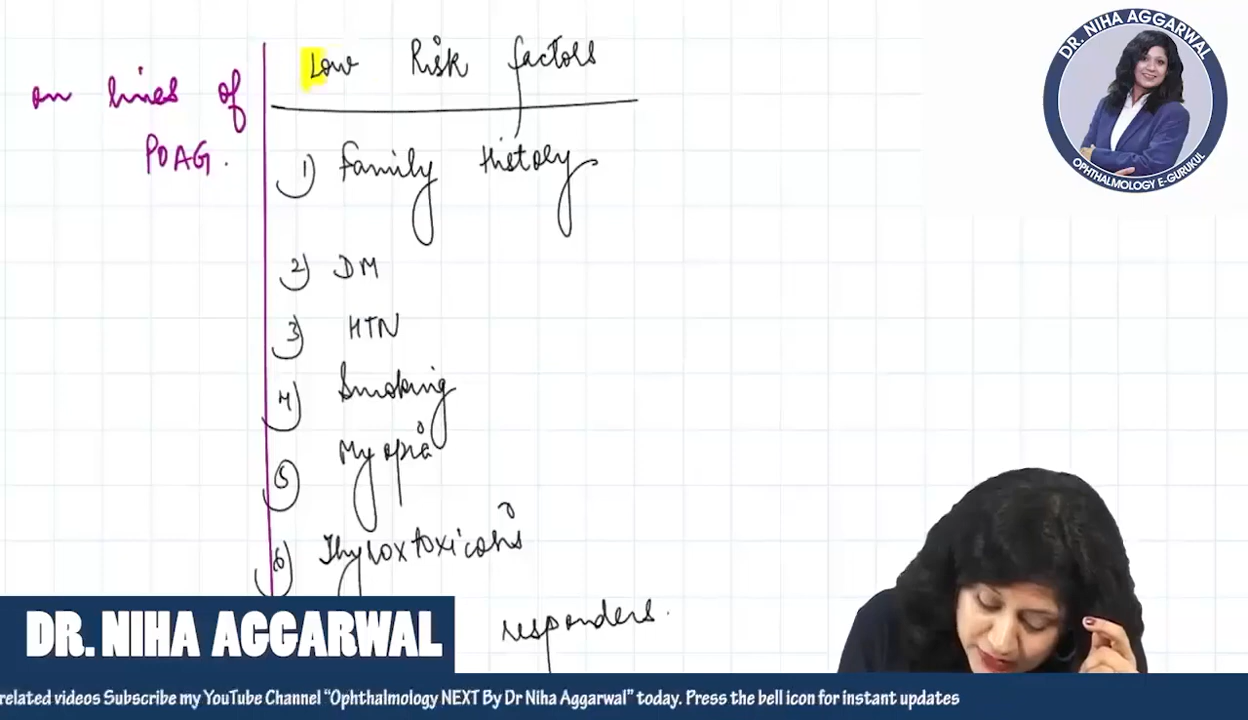 on lines of
POAG.
Low Risk factors
1) Family History
2) DM
3) HTN
4) Smoking
5) Myopia
6) Thyroxtoxicosis
responders.
DR. NIHA AGGARWAL
OPHTHALMOLOGY E-GURUKUL
DR. NIHA AGGARWAL
related videos Subscribe my YouTube Channel “Ophthalmology NEXT By Dr Niha Aggarwal” today. Press the bell icon for instant updates